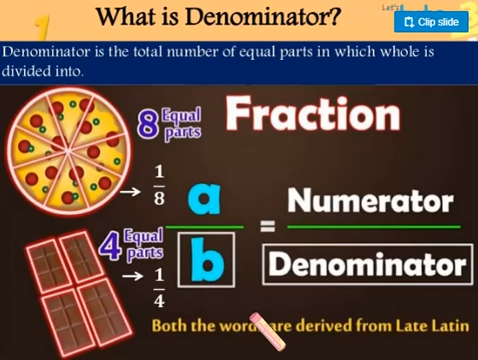 What is Denominator?
Let's
Clip slide
Denominator is the total number of equal parts in which whole is
divided into.
8 Equal
parts
Fraction
1
8
a
b
=
Numerator
Denominator
4 Equal
parts
1
4
Both the word are derived from Late Latin